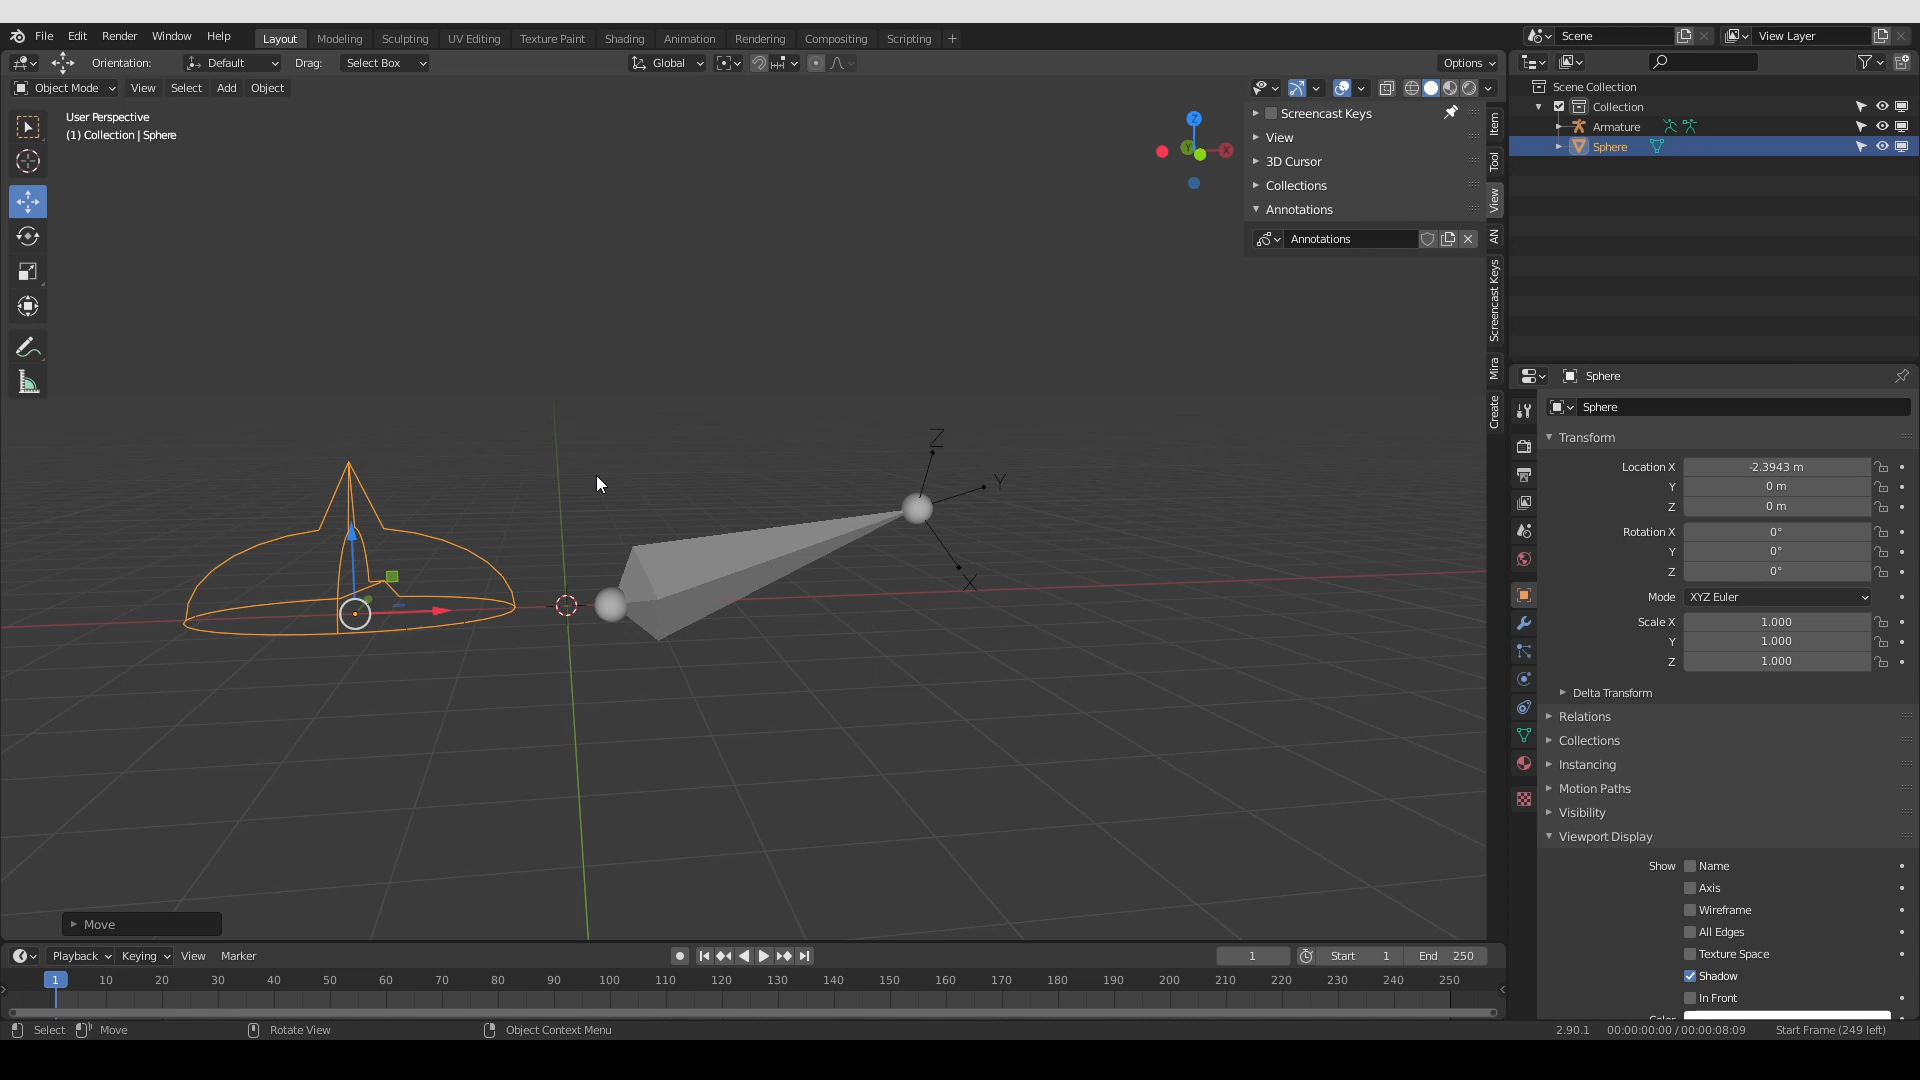 File Edit Render Window Help Layout Modeling Sculpting UV Editing Texture Paint Shading Animation Rendering Compositing Scripting + Scene View Layer
Orientation: Default Drag: Select Box Global Options
Object Mode View Select Add Object
User Perspective
(1) Collection | Sphere
Z
Y
X
Screencast Keys
View
3D Cursor
Collections
Annotations
Annotations
Item
Tool
View
AN
Screencast Keys
Mira
Create
Z
Y
X
Move
Scene Collection
Collection
Armature
Sphere
Sphere
Sphere
Transform
Location X -2.3943 m
Y 0 m
Z 0 m
Rotation X 0°
Y 0°
Z 0°
Mode XYZ Euler
Scale X 1.000
Y 1.000
Z 1.000
Delta Transform
Relations
Collections
Instancing
Motion Paths
Visibility
Viewport Display
Show Name
Axis
Wireframe
All Edges
Texture Space
Shadow
In Front
Playback Keying View Marker 1 Start 1 End 250
1 10 20 30 40 50 60 70 80 90 100 110 120 130 140 150 160 170 180 190 200 210 220 230 240 250
Select Move Rotate View Object Context Menu 2.90.1 00:00:00:00 / 00:00:08:09 Start Frame (249 left)